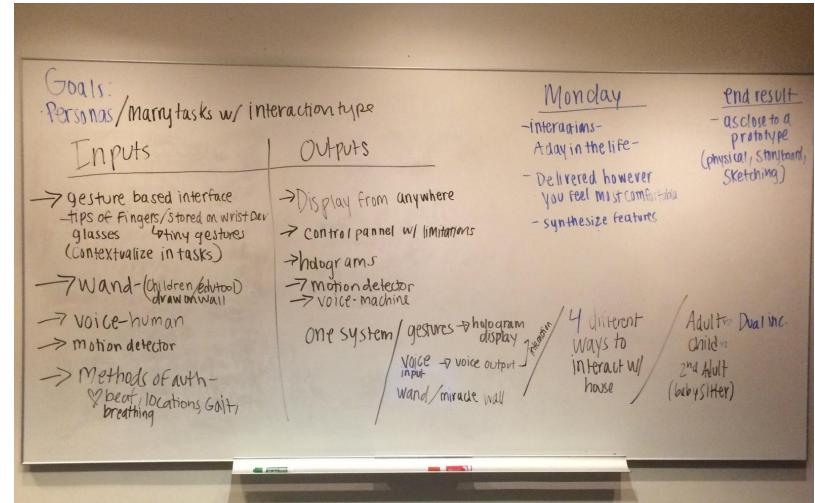 Goals:
·Personas/Marry tasks w/ interaction type
Inputs
→ gesture based interface
-tips of Fingers/stored on wrist Dev
glasses ↳tiny gestures
(contextualize in tasks)
→ Wand-(children/edutool)
draw on wall
→ voice-human
→ motion detector
→ Methods of auth-
♡beat, locations, Gait,
breathing
Outputs
→Display from anywhere
→ control pannel w/ limitations
→holograms
→motion detector
→ voice-machine
one system/
gestures → hologram
display
voice → voice output
input
interaction
wand/miracle wall
4 different
ways to
interact w/
house
Adult- Dual inc.
child-
2nd Adult
(babysitter)
Monday
-interactions-
A day in the life-
- Delivered however
you feel most comfortable
- synthesize features
end result
- as close to a
prototype
(physical, storyboard,
sketching)